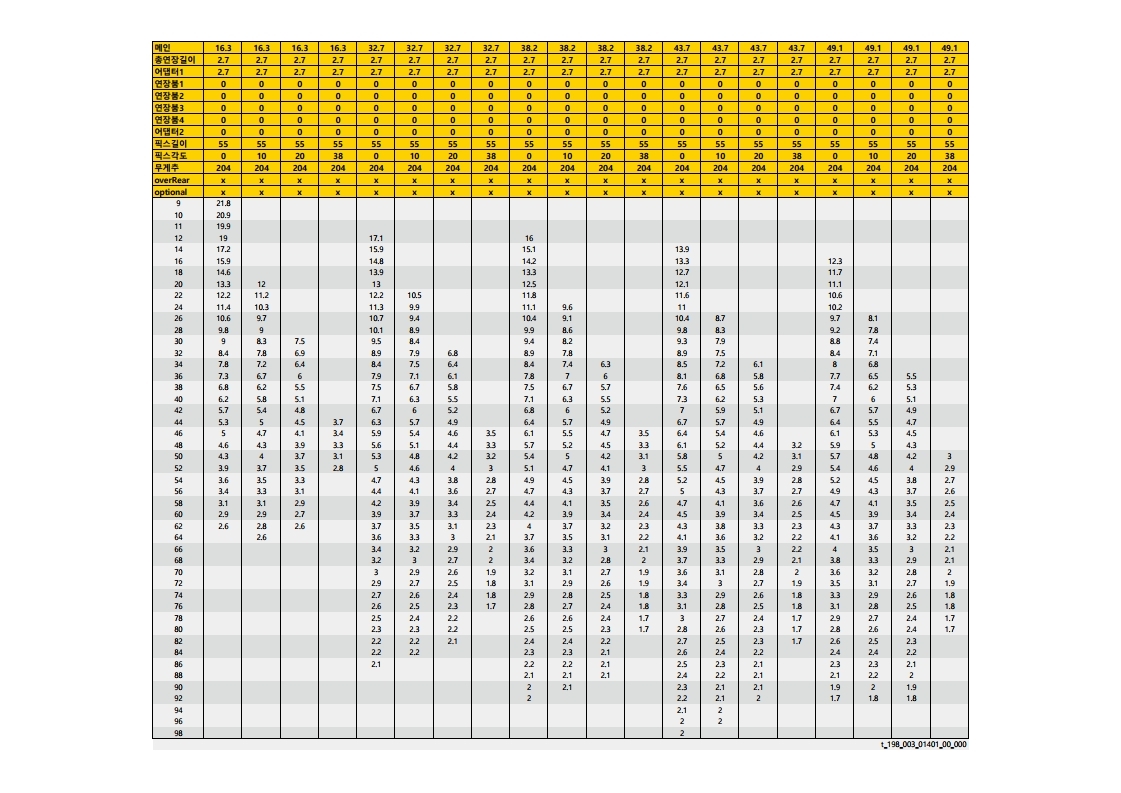 메인 16.3 16.3 16.3 16.3 32.7 32.7 32.7 32.7 38.2 38.2 38.2 38.2 43.7 43.7 43.7 43.7 49.1 49.1 49.1 49.1
총연장길이 2.7 2.7 2.7 2.7 2.7 2.7 2.7 2.7 2.7 2.7 2.7 2.7 2.7 2.7 2.7 2.7 2.7 2.7 2.7 2.7
어댑터1 2.7 2.7 2.7 2.7 2.7 2.7 2.7 2.7 2.7 2.7 2.7 2.7 2.7 2.7 2.7 2.7 2.7 2.7 2.7 2.7
연장붐1 0 0 0 0 0 0 0 0 0 0 0 0 0 0 0 0 0 0 0 0
연장붐2 0 0 0 0 0 0 0 0 0 0 0 0 0 0 0 0 0 0 0 0
연장붐3 0 0 0 0 0 0 0 0 0 0 0 0 0 0 0 0 0 0 0 0
연장붐4 0 0 0 0 0 0 0 0 0 0 0 0 0 0 0 0 0 0 0 0
어댑터2 0 0 0 0 0 0 0 0 0 0 0 0 0 0 0 0 0 0 0 0
픽스길이 55 55 55 55 55 55 55 55 55 55 55 55 55 55 55 55 55 55 55 55
픽스각도 0 10 20 38 0 10 20 38 0 10 20 38 0 10 20 38 0 10 20 38
무게추 204 204 204 204 204 204 204 204 204 204 204 204 204 204 204 204 204 204 204 204
overRear x x x x x x x x x x x x x x x x x x x x
optional x x x x x x x x x x x x x x x x x x x x
9 21.8
10 20.9
11 19.9
12 19 17.1 16
14 17.2 15.9 15.1 13.9
16 15.9 14.8 14.2 13.3 12.3
18 14.6 13.9 13.3 12.7 11.7
20 13.3 12 13 12.5 12.1 11.1
22 12.2 11.2 12.2 10.5 11.8 11.6 10.6
24 11.4 10.3 11.3 9.9 11.1 9.6 11 10.2
26 10.6 9.7 10.7 9.4 10.4 9.1 10.4 8.7 9.7 8.1
28 9.8 9 10.1 8.9 9.9 8.6 9.8 8.3 9.2 7.8
30 9 8.3 7.5 9.5 8.4 9.4 8.2 9.3 7.9 8.8 7.4
32 8.4 7.8 6.9 8.9 7.9 6.8 8.9 7.8 8.9 7.5 8.4 7.1
34 7.8 7.2 6.4 8.4 7.5 6.4 8.4 7.4 6.3 8.5 7.2 6.1 8 6.8
36 7.3 6.7 6 7.9 7.1 6.1 7.8 7 6 8.1 6.8 5.8 7.7 6.5 5.5
38 6.8 6.2 5.5 7.5 6.7 5.8 7.5 6.7 5.7 7.6 6.5 5.6 7.4 6.2 5.3
40 6.2 5.8 5.1 7.1 6.3 5.5 7.1 6.3 5.5 7.3 6.2 5.3 7 6 5.1
42 5.7 5.4 4.8 6.7 6 5.2 6.8 6 5.2 7 5.9 5.1 6.7 5.7 4.9
44 5.3 5 4.5 3.7 6.3 5.7 4.9 6.4 5.7 4.9 6.7 5.7 4.9 6.4 5.5 4.7
46 5 4.7 4.1 3.4 5.9 5.4 4.6 3.5 6.1 5.5 4.7 3.5 6.4 5.4 4.6 6.1 5.3 4.5
48 4.6 4.3 3.9 3.3 5.6 5.1 4.4 3.3 5.7 5.2 4.5 3.3 6.1 5.2 4.4 3.2 5.9 5 4.3
50 4.3 4 3.7 3.1 5.3 4.8 4.2 3.2 5.4 5 4.2 3.1 5.8 5 4.2 3.1 5.7 4.8 4.2 3
52 3.9 3.7 3.5 2.8 5 4.6 4 3 5.1 4.7 4.1 3 5.5 4.7 4 2.9 5.4 4.6 4 2.9
54 3.6 3.5 3.3 4.7 4.3 3.8 2.8 4.9 4.5 3.9 2.8 5.2 4.5 3.9 2.8 5.2 4.5 3.8 2.7
56 3.4 3.3 3.1 4.4 4.1 3.6 2.7 4.7 4.3 3.7 2.7 5 4.3 3.7 2.7 4.9 4.3 3.7 2.6
58 3.1 3.1 2.9 4.2 3.9 3.4 2.5 4.4 4.1 3.5 2.6 4.7 4.1 3.6 2.6 4.7 4.1 3.5 2.5
60 2.9 2.9 2.7 3.9 3.7 3.3 2.4 4.2 3.9 3.4 2.4 4.5 3.9 3.4 2.5 4.5 3.9 3.4 2.4
62 2.6 2.8 2.6 3.7 3.5 3.1 2.3 4 3.7 3.2 2.3 4.3 3.8 3.3 2.3 4.3 3.7 3.3 2.3
64 2.6 3.6 3.3 3 2.1 3.7 3.5 3.1 2.2 4.1 3.6 3.2 2.2 4.1 3.6 3.2 2.2
66 3.4 3.2 2.9 2 3.6 3.3 3 2.1 3.9 3.5 3 2.2 4 3.5 3 2.1
68 3.2 3 2.7 2 3.4 3.2 2.8 2 3.7 3.3 2.9 2.1 3.8 3.3 2.9 2.1
70 3 2.9 2.6 1.9 3.2 3.1 2.7 1.9 3.6 3.1 2.8 2 3.6 3.2 2.8 2
72 2.9 2.7 2.5 1.8 3.1 2.9 2.6 1.9 3.4 3 2.7 1.9 3.5 3.1 2.7 1.9
74 2.7 2.6 2.4 1.8 2.9 2.8 2.5 1.8 3.3 2.9 2.6 1.8 3.3 2.9 2.6 1.8
76 2.6 2.5 2.3 1.7 2.8 2.7 2.4 1.8 3.1 2.8 2.5 1.8 3.1 2.8 2.5 1.8
78 2.5 2.4 2.2 2.6 2.6 2.4 1.7 3 2.7 2.4 1.7 2.9 2.7 2.4 1.7
80 2.3 2.3 2.2 2.5 2.5 2.3 1.7 2.8 2.6 2.3 1.7 2.8 2.6 2.4 1.7
82 2.2 2.2 2.1 2.4 2.4 2.2 2.6 2.5 2.3 1.7 2.6 2.5 2.3
84 2.2 2.2 2.3 2.3 2.1 2.6 2.4 2.2 2.4 2.4 2.2
86 2.1 2.2 2.2 2.1 2.5 2.3 2.1 2.3 2.3 2.1
88 2.1 2.1 2.1 2.4 2.2 2.1 2.1 2.2 2
90 2 2.1 2.3 2.1 2.1 1.9 2 1.9
92 2 2.2 2.1 2 1.7 1.8 1.8
94 2.1 2
96 2 2
98 2
t_198_003_01401_00_000